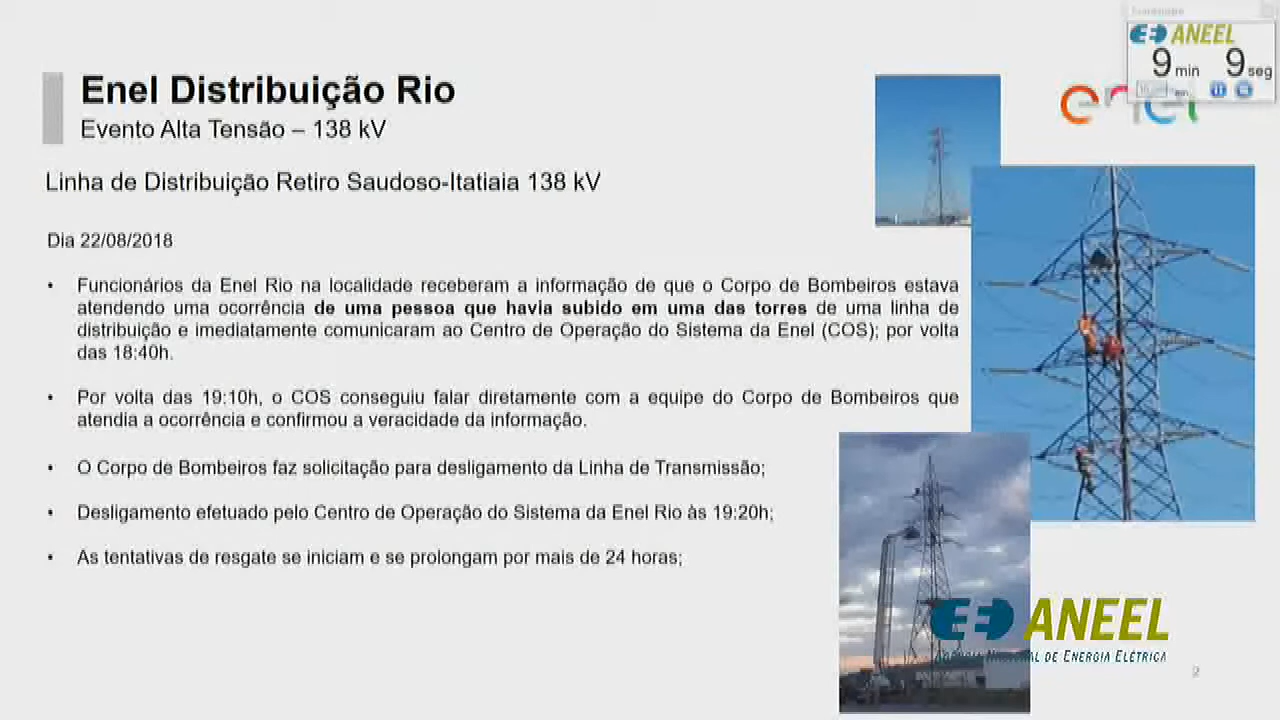 ANEEL
9 min 9 seg
Enel Distribuição Rio
enel
Evento Alta Tensão – 138 kV
Linha de Distribuição Retiro Saudoso-Itatiaia 138 kV
Dia 22/08/2018
• Funcionários da Enel Rio na localidade receberam a informação de que o Corpo de Bombeiros estava
atendendo uma ocorrência de uma pessoa que havia subido em uma das torres de uma linha de
distribuição e imediatamente comunicaram ao Centro de Operação do Sistema da Enel (COS); por volta
das 18:40h.
• Por volta das 19:10h, o COS conseguiu falar diretamente com a equipe do Corpo de Bombeiros que
atendia a ocorrência e confirmou a veracidade da informação.
• O Corpo de Bombeiros faz solicitação para desligamento da Linha de Transmissão;
• Desligamento efetuado pelo Centro de Operação do Sistema da Enel Rio às 19:20h;
• As tentativas de resgate se iniciam e se prolongam por mais de 24 horas;
ANEEL
AGÊNCIA NACIONAL DE ENERGIA ELÉTRICA
2